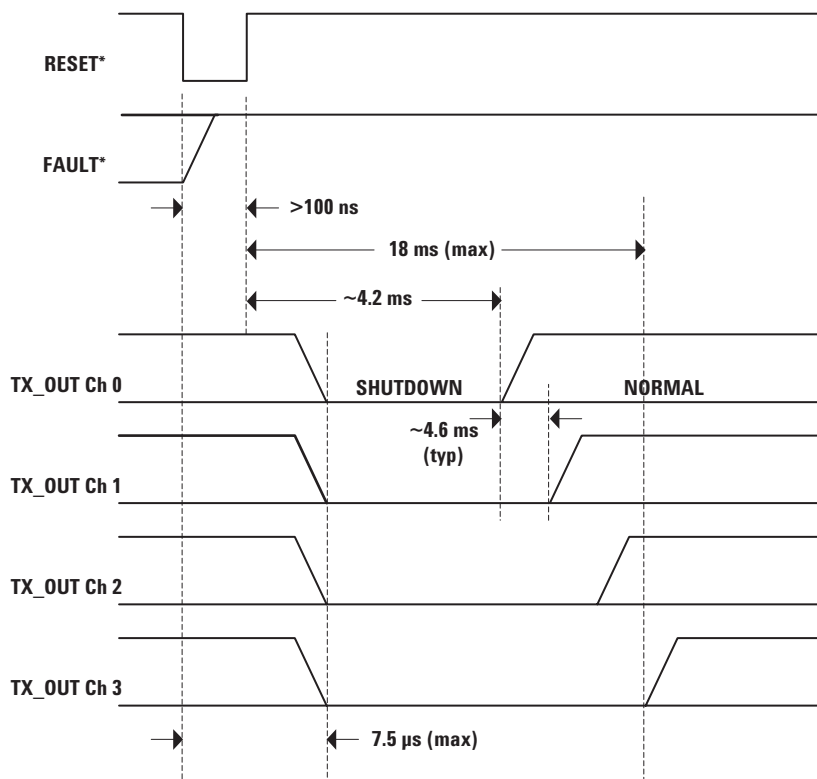 RESET*
FAULT*
>100 ns
18 ms (max)
~4.2 ms
TX_OUT Ch 0
SHUTDOWN
NORMAL
~4.6 ms
(typ)
TX_OUT Ch 1
TX_OUT Ch 2
TX_OUT Ch 3
7.5 µs (max)